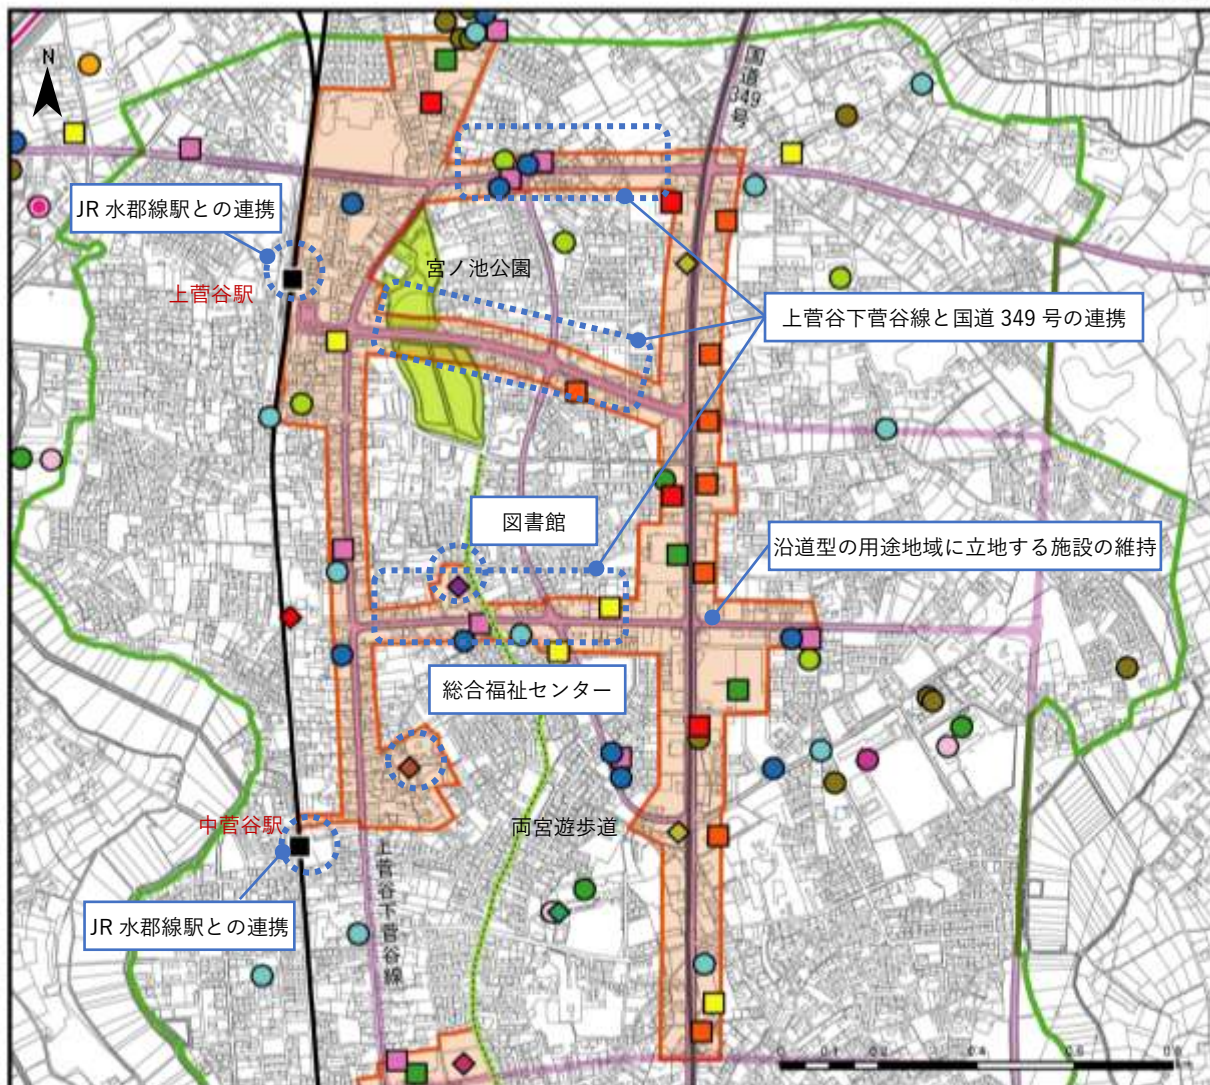 N
国道349号
JR 水郡線駅との連携
宮ノ池公園
上菅谷駅
上菅谷下菅谷線と国道 349 号の連携
図書館
沿道型の用途地域に立地する施設の維持
総合福祉センター
中菅谷駅
両宮遊歩道
上菅谷下菅谷線
JR 水郡線駅との連携